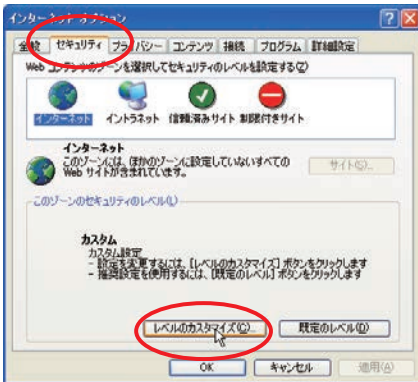 インターネット オプション
全般 セキュリティ プライバシー コンテンツ 接続 プログラム 詳細設定
Web コンテンツのゾーンを選択してセキュリティのレベルを設定する(Z)
インターネット イントラネット 信頼済みサイト 制限付きサイト
インターネット
このゾーンには、ほかのゾーンに設定していないすべての
Web サイトが含まれています。
サイト(S)...
このゾーンのセキュリティのレベル(L)
カスタム
カスタム設定
- 設定を変更するには、[レベルのカスタマイズ] ボタンをクリックします
- 推奨設定を使用するには、[既定のレベル] ボタンをクリックします
レベルのカスタマイズ(C)... 既定のレベル(D)
OK キャンセル 適用(A)